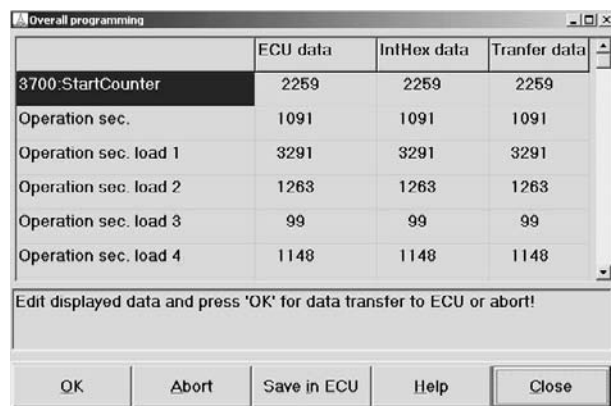 Overall programming
ECU data IntHex data Tranfer data
3700:StartCounter 2259 2259 2259
Operation sec. 1091 1091 1091
Operation sec. load 1 3291 3291 3291
Operation sec. load 2 1263 1263 1263
Operation sec. load 3 99 99 99
Operation sec. load 4 1148 1148 1148
Edit displayed data and press 'OK' for data transfer to ECU or abort!
OK Abort Save in ECU Help Close